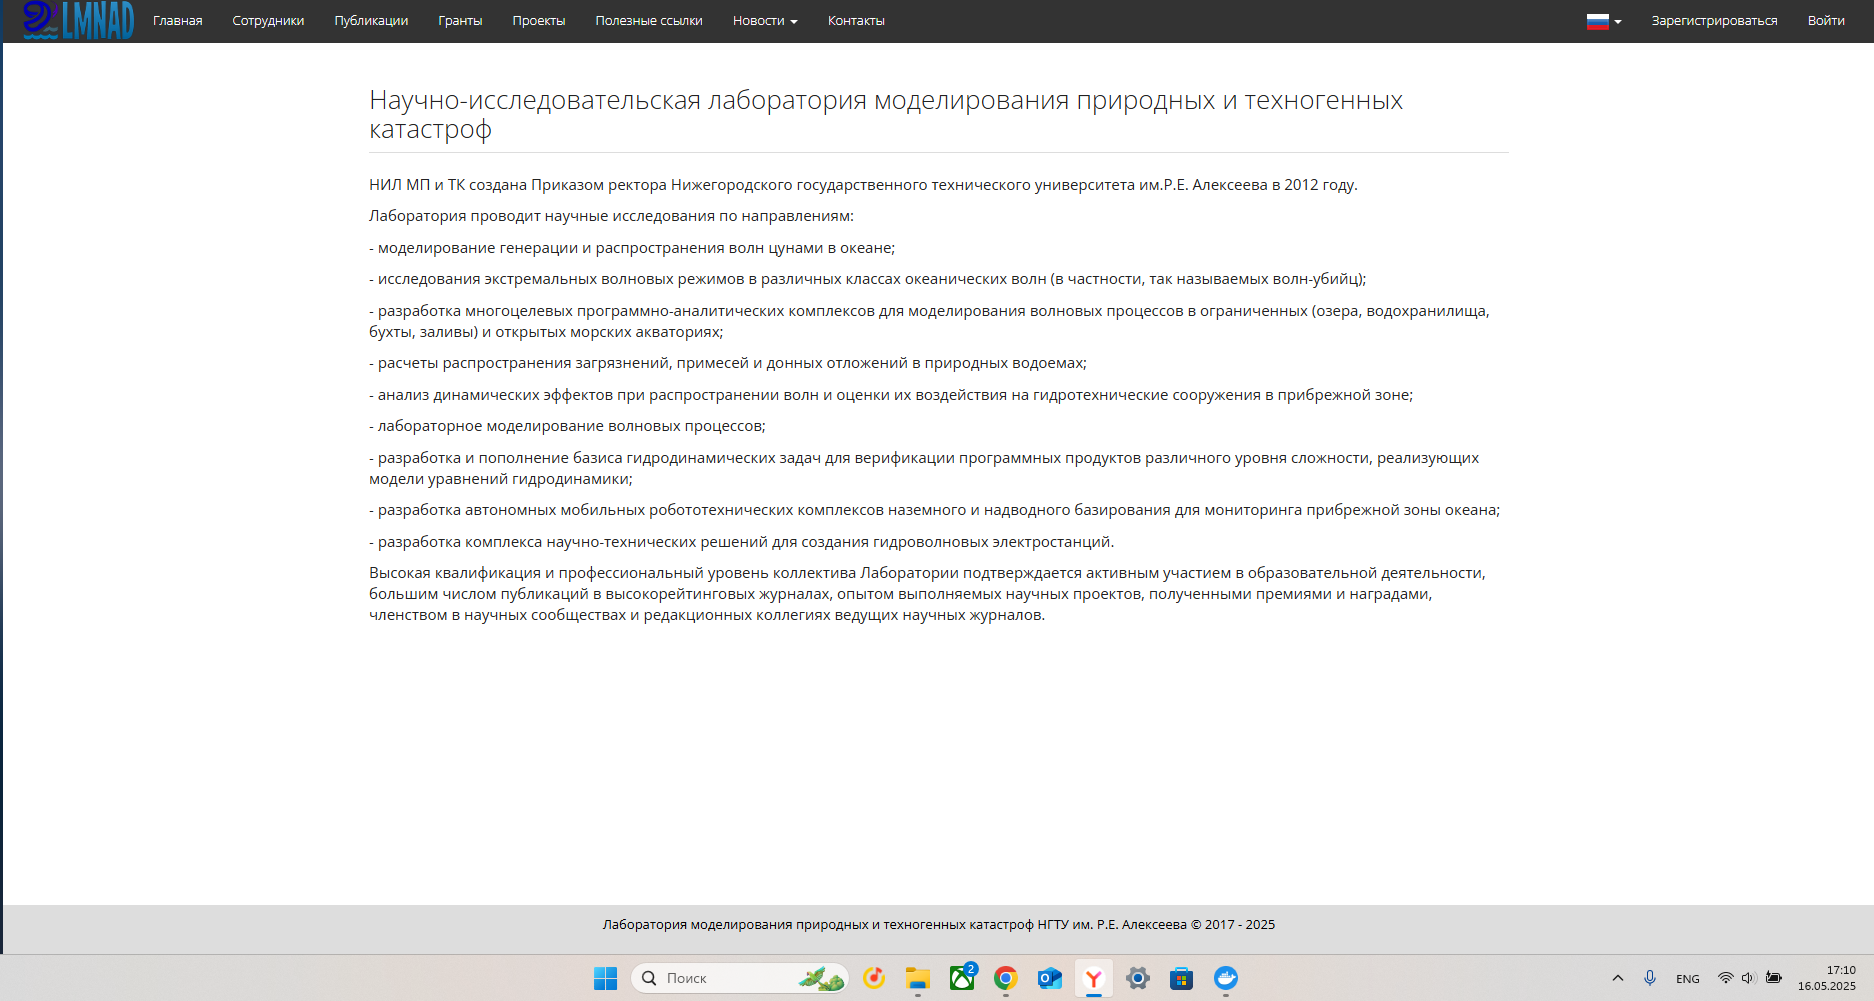 LMNAD Главная Сотрудники Публикации Гранты Проекты Полезные ссылки Новости Контакты Зарегистрироваться Войти
Научно-исследовательская лаборатория моделирования природных и техногенных
катастроф
НИЛ МП и ТК создана Приказом ректора Нижегородского государственного технического университета им.Р.Е. Алексеева в 2012 году.
Лаборатория проводит научные исследования по направлениям:
- моделирование генерации и распространения волн цунами в океане;
- исследования экстремальных волновых режимов в различных классах океанических волн (в частности, так называемых волн-убийц);
- разработка многоцелевых программно-аналитических комплексов для моделирования волновых процессов в ограниченных (озера, водохранилища,
бухты, заливы) и открытых морских акваториях;
- расчеты распространения загрязнений, примесей и донных отложений в природных водоемах;
- анализ динамических эффектов при распространении волн и оценки их воздействия на гидротехнические сооружения в прибрежной зоне;
- лабораторное моделирование волновых процессов;
- разработка и пополнение базиса гидродинамических задач для верификации программных продуктов различного уровня сложности, реализующих
модели уравнений гидродинамики;
- разработка автономных мобильных робототехнических комплексов наземного и надводного базирования для мониторинга прибрежной зоны океана;
- разработка комплекса научно-технических решений для создания гидроволновых электростанций.
Высокая квалификация и профессиональный уровень коллектива Лаборатории подтверждается активным участием в образовательной деятельности,
большим числом публикаций в высокорейтинговых журналах, опытом выполняемых научных проектов, полученными премиями и наградами,
членством в научных сообществах и редакционных коллегиях ведущих научных журналов.
Лаборатория моделирования природных и техногенных катастроф НГТУ им. Р.Е. Алексеева © 2017 - 2025
Поиск 2 ENG 17:10
16.05.2025